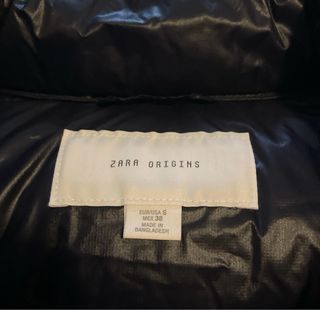 ZARA ORIGINS
EUR/USA S
MEX 38
MADE IN
BANGLADESH